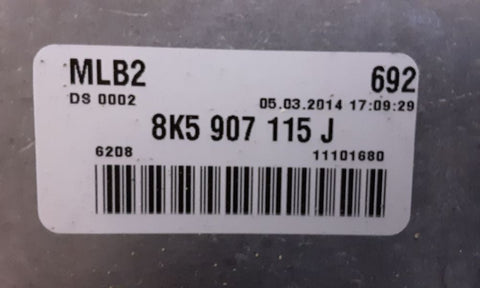 MLB2 692
DS 0002 05.03.2014 17:09:29
8K5 907 115 J
6208 11101680